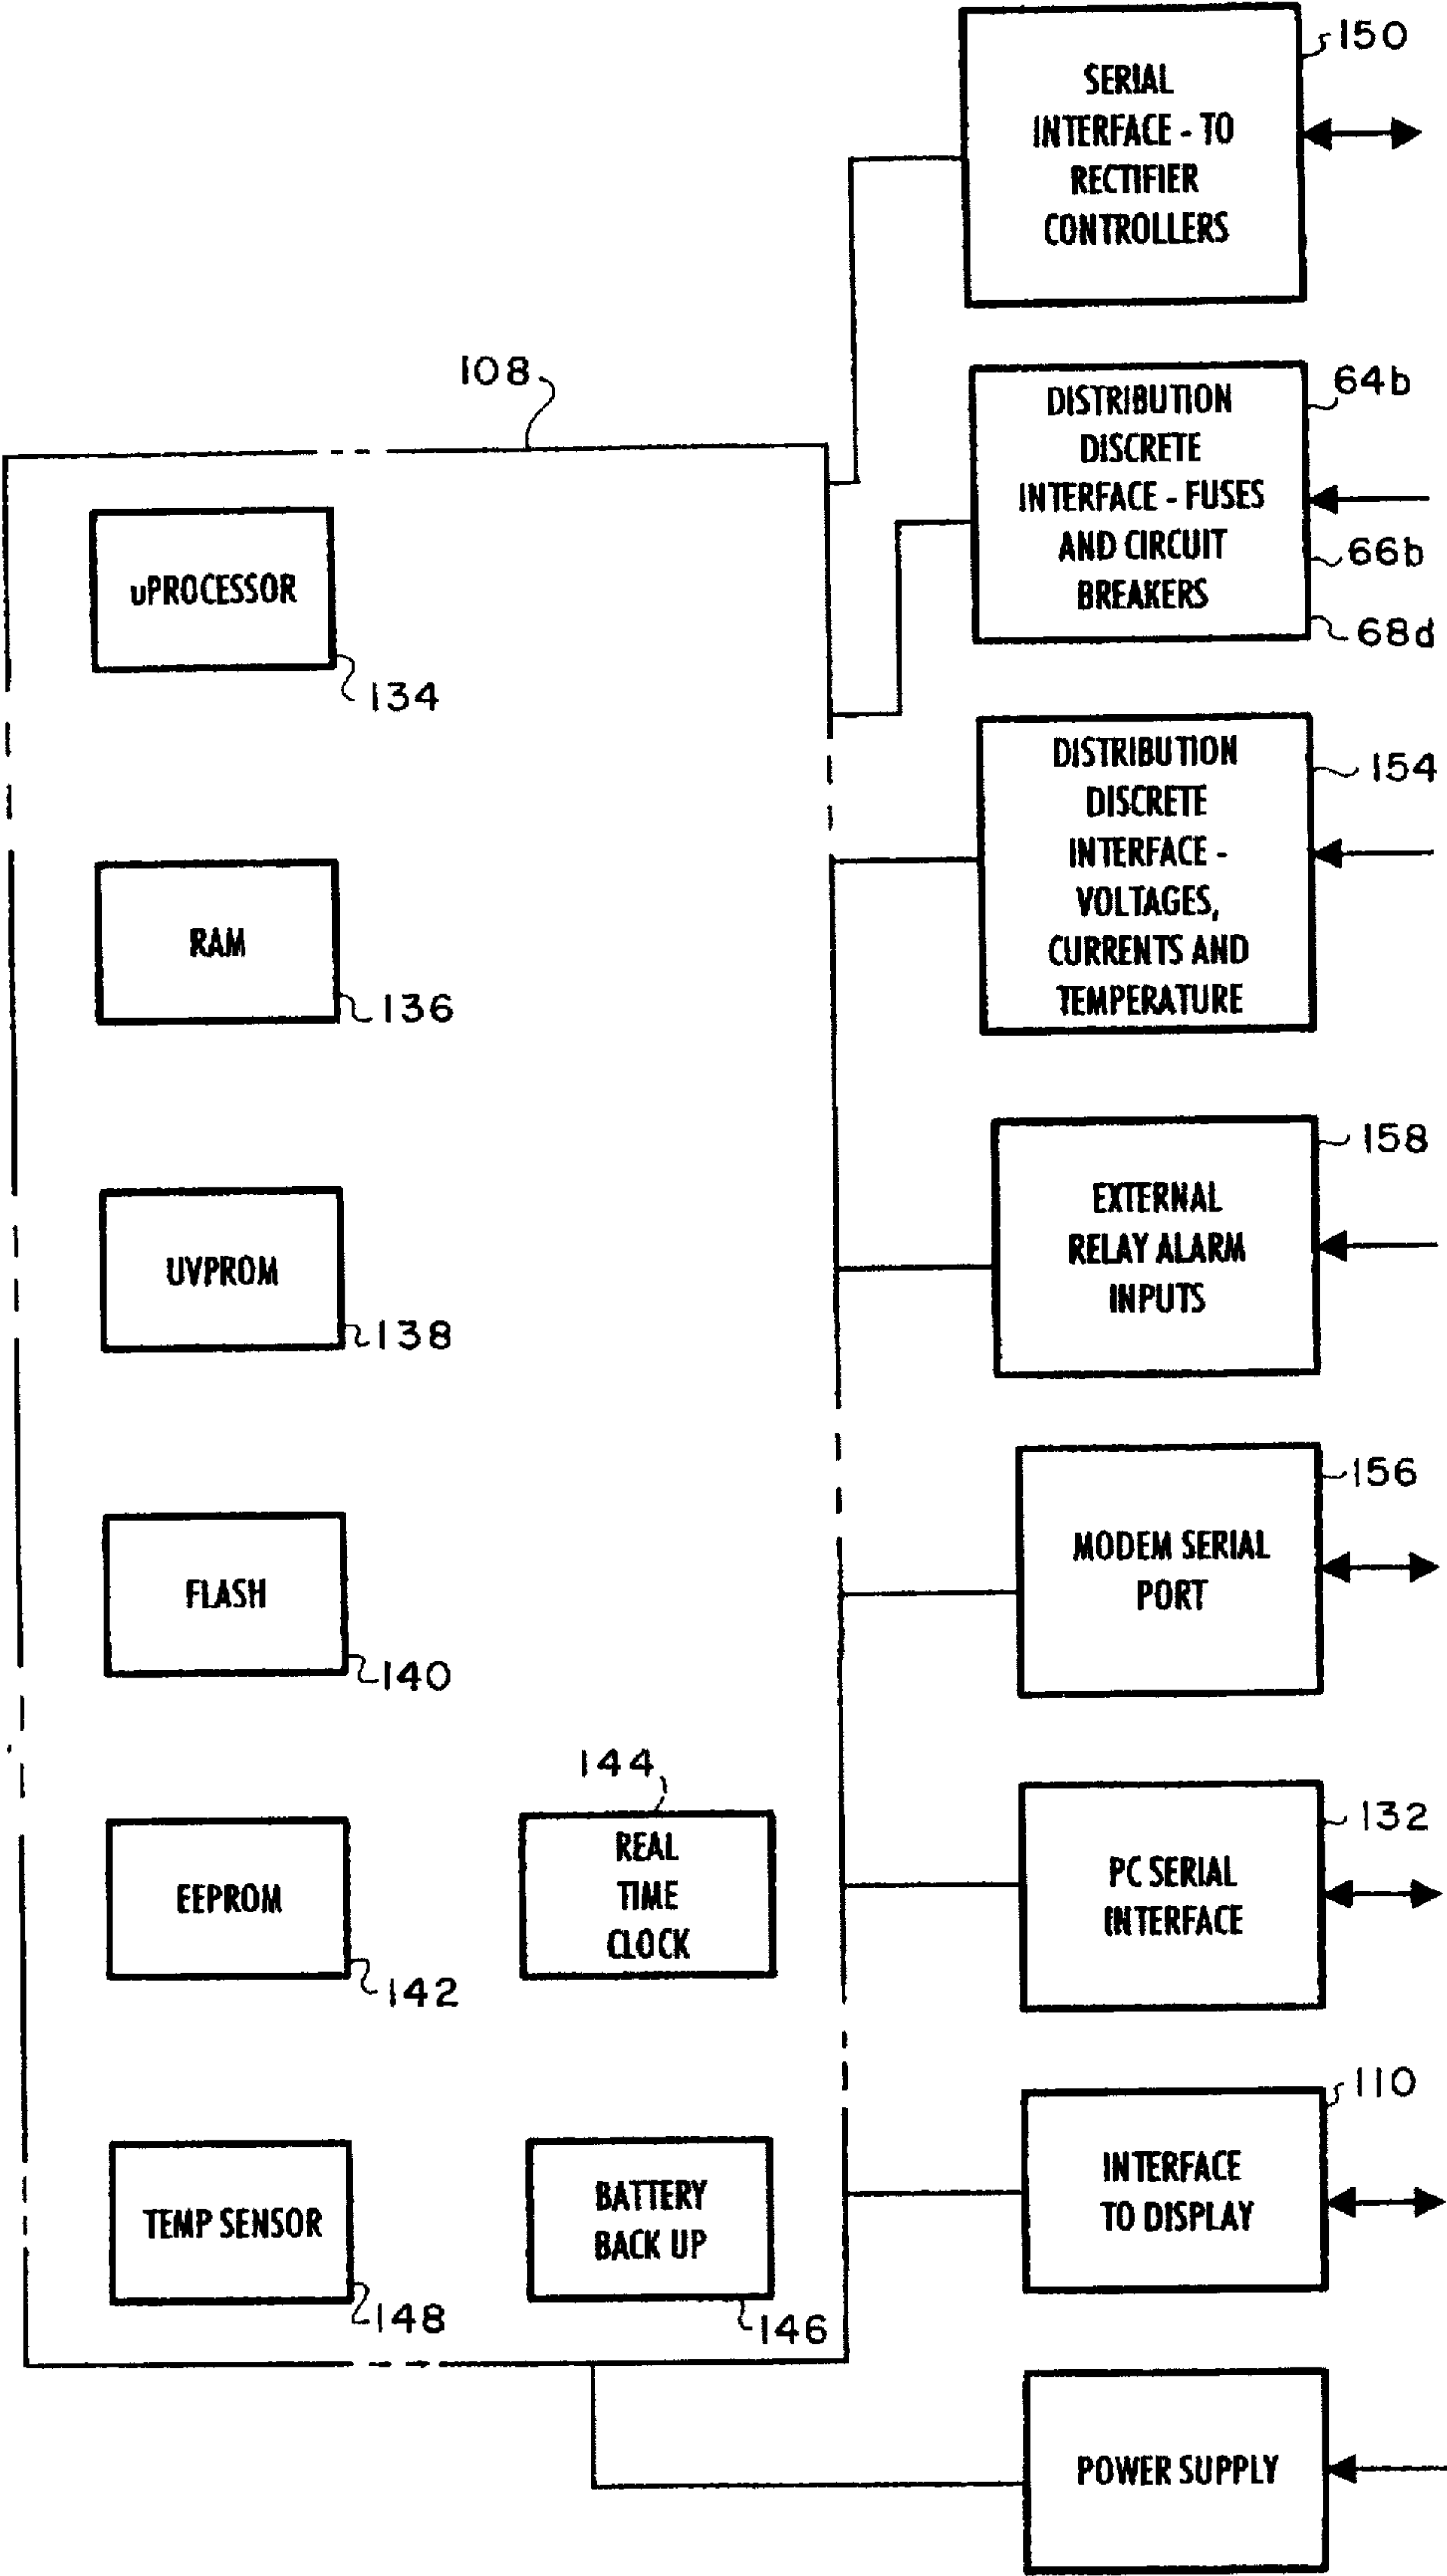 150
SERIAL
INTERFACE - TO
RECTIFIER
CONTROLLERS
108
64b
DISTRIBUTION
DISCRETE
INTERFACE - FUSES
AND CIRCUIT
BREAKERS
66b
68d
uPROCESSOR
134
DISTRIBUTION
DISCRETE
INTERFACE -
VOLTAGES,
CURRENTS AND
TEMPERATURE
154
RAM
136
158
EXTERNAL
RELAY ALARM
INPUTS
UVPROM
138
156
MODEM SERIAL
PORT
FLASH
140
144
REAL
TIME
CLOCK
132
PC SERIAL
INTERFACE
EEPROM
142
110
INTERFACE
TO DISPLAY
TEMP SENSOR
148
BATTERY
BACK UP
146
POWER SUPPLY